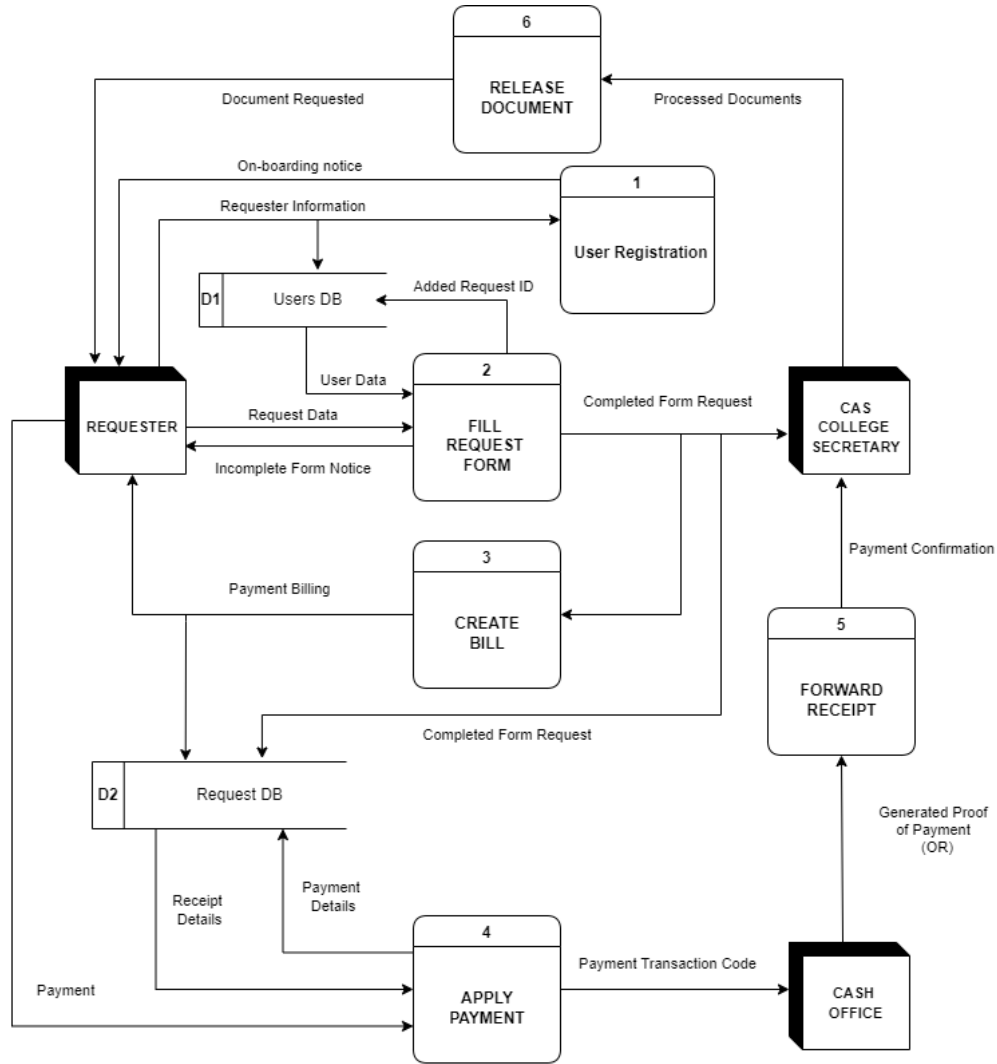 6
RELEASE
DOCUMENT
Document Requested
Processed Documents
On-boarding notice
1
User Registration
Requester Information
D1
Users DB
Added Request ID
User Data
2
FILL
REQUEST
FORM
REQUESTER
Request Data
Incomplete Form Notice
Completed Form Request
CAS
COLLEGE
SECRETARY
3
CREATE
BILL
Payment Billing
Payment Confirmation
5
FORWARD
RECEIPT
Completed Form Request
D2
Request DB
Generated Proof
of Payment
(OR)
Receipt
Details
Payment
Details
4
APPLY
PAYMENT
Payment Transaction Code
CASH
OFFICE
Payment